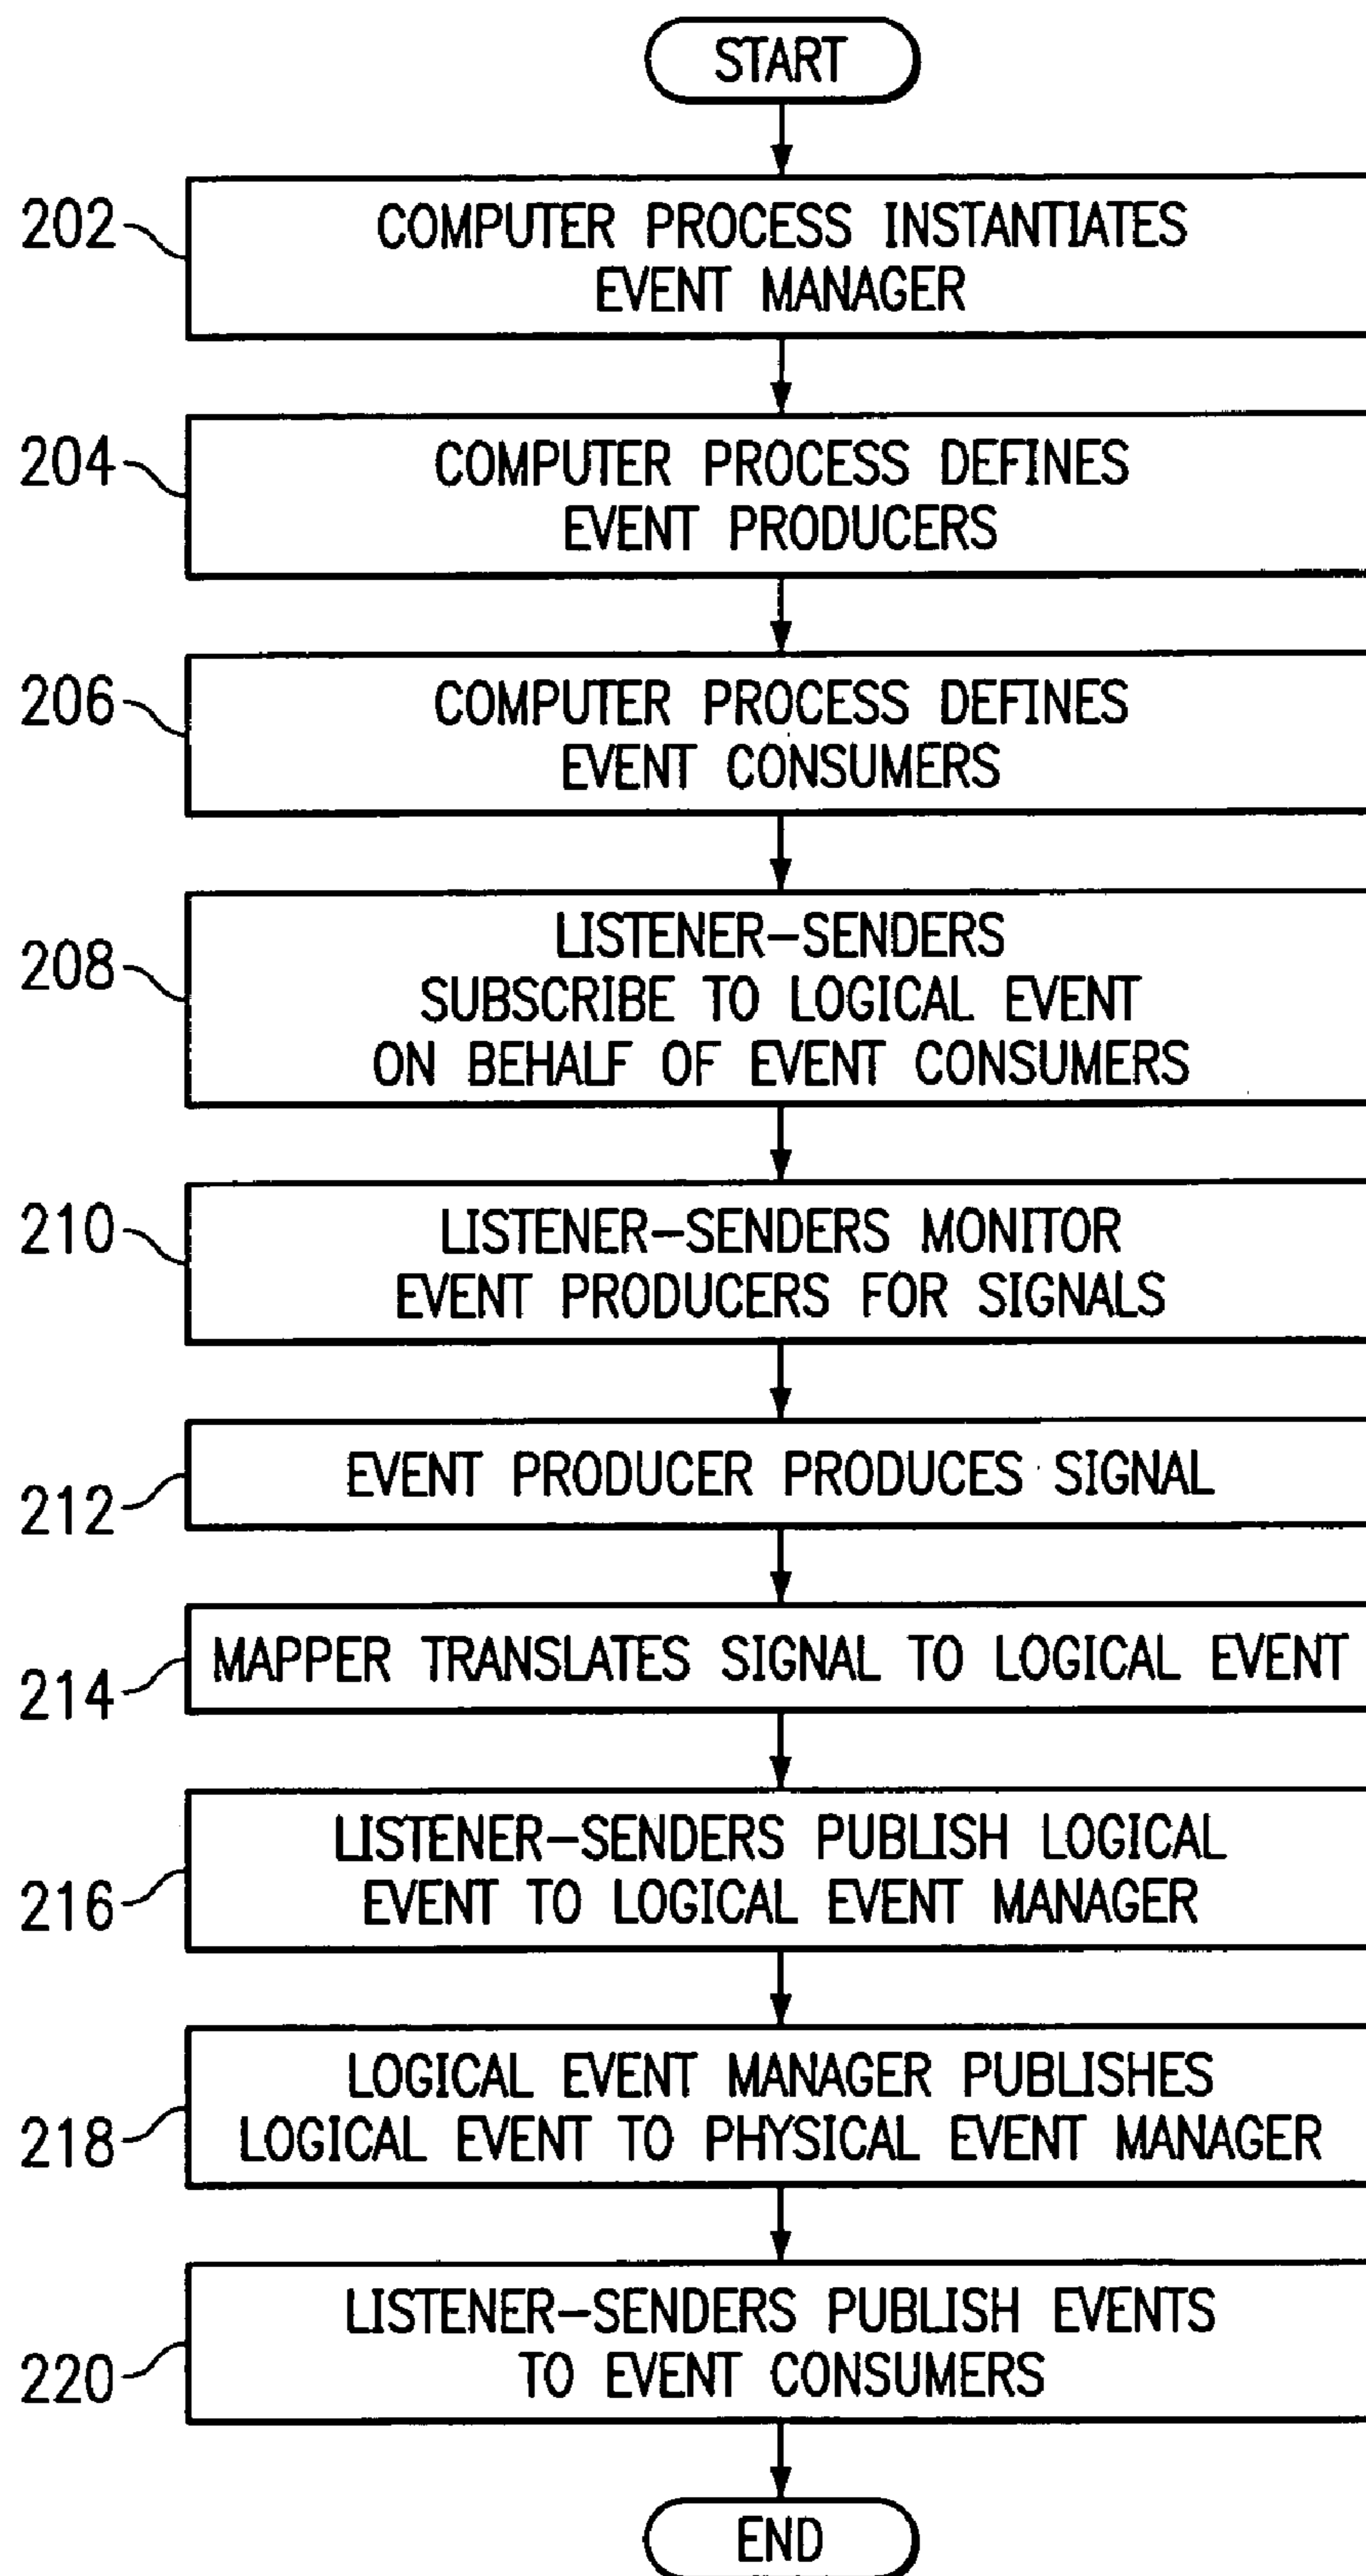 START
202
COMPUTER PROCESS INSTANTIATES
EVENT MANAGER
204
COMPUTER PROCESS DEFINES
EVENT PRODUCERS
206
COMPUTER PROCESS DEFINES
EVENT CONSUMERS
208
LISTENER-SENDERS
SUBSCRIBE TO LOGICAL EVENT
ON BEHALF OF EVENT CONSUMERS
210
LISTENER-SENDERS MONITOR
EVENT PRODUCERS FOR SIGNALS
212
EVENT PRODUCER PRODUCES SIGNAL
214
MAPPER TRANSLATES SIGNAL TO LOGICAL EVENT
216
LISTENER-SENDERS PUBLISH LOGICAL
EVENT TO LOGICAL EVENT MANAGER
218
LOGICAL EVENT MANAGER PUBLISHES
LOGICAL EVENT TO PHYSICAL EVENT MANAGER
220
LISTENER-SENDERS PUBLISH EVENTS
TO EVENT CONSUMERS
END